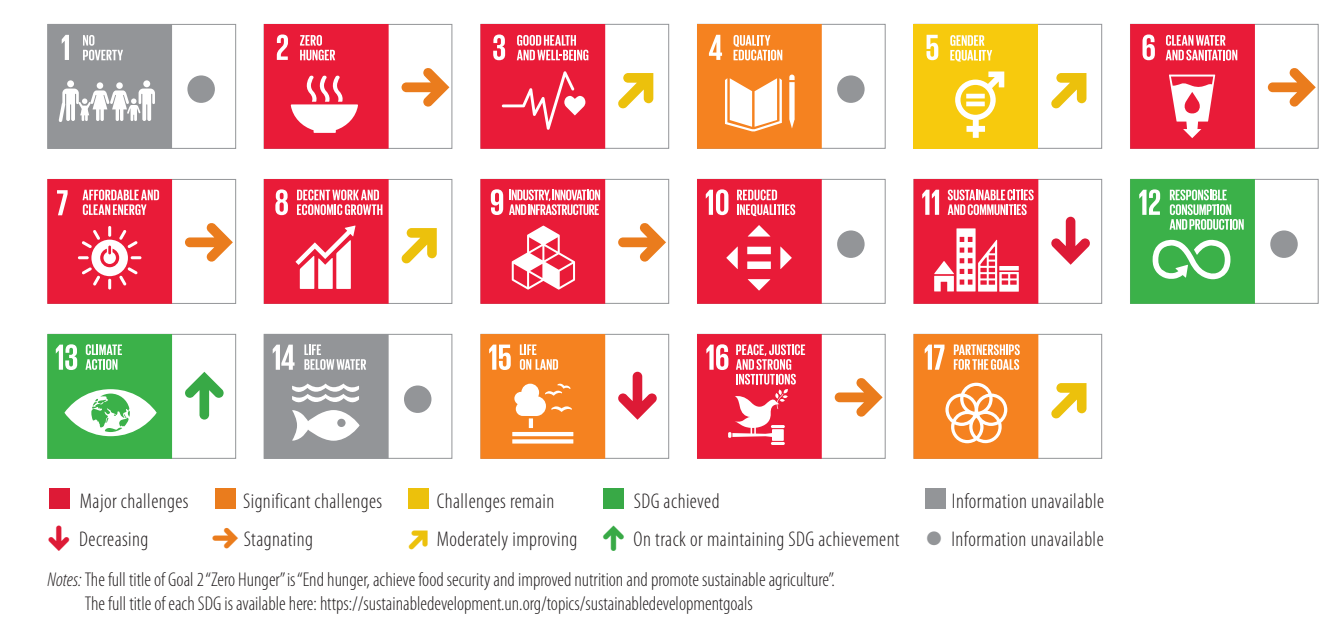 1 NO
POVERTY
2 ZERO
HUNGER
3 GOOD HEALTH
AND WELL-BEING
4 QUALITY
EDUCATION
5 GENDER
EQUALITY
6 CLEAN WATER
AND SANITATION
7 AFFORDABLE AND
CLEAN ENERGY
8 DECENT WORK AND
ECONOMIC GROWTH
9 INDUSTRY, INNOVATION
AND INFRASTRUCTURE
10 REDUCED
INEQUALITIES
11 SUSTAINABLE CITIES
AND COMMUNITIES
12 RESPONSIBLE
CONSUMPTION
AND PRODUCTION
13 CLIMATE
ACTION
14 LIFE
BELOW WATER
15 LIFE
ON LAND
16 PEACE, JUSTICE
AND STRONG
INSTITUTIONS
17 PARTNERSHIPS
FOR THE GOALS
Major challenges Significant challenges Challenges remain SDG achieved Information unavailable
Decreasing Stagnating Moderately improving On track or maintaining SDG achievement Information unavailable
Notes: The full title of Goal 2 “Zero Hunger” is “End hunger, achieve food security and improved nutrition and promote sustainable agriculture”.
The full title of each SDG is available here: https://sustainabledevelopment.un.org/topics/sustainabledevelopmentgoals